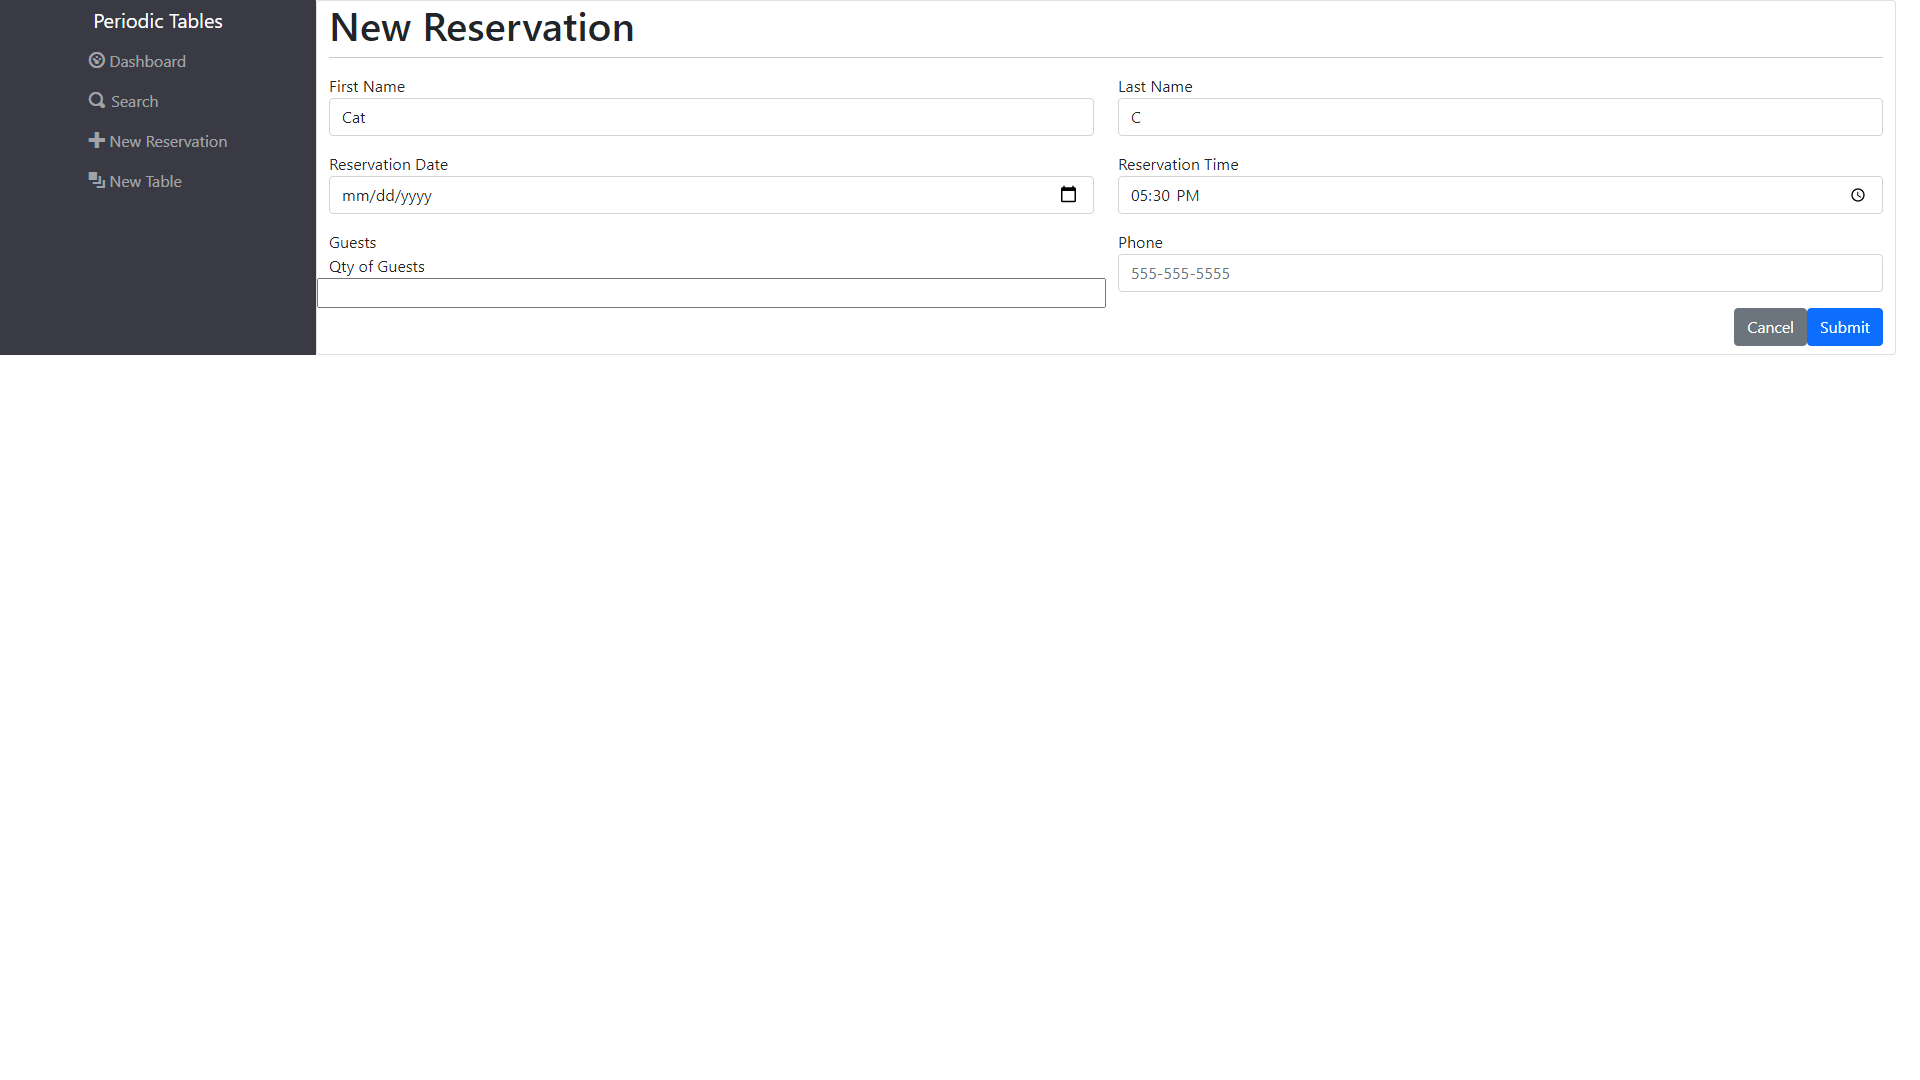 Periodic Tables
Dashboard
Search
New Reservation
New Table
New Reservation
First Name
Cat
Last Name
C
Reservation Date
mm/dd/yyyy
Reservation Time
05:30 PM
Guests
Qty of Guests
Phone
555-555-5555
Cancel
Submit